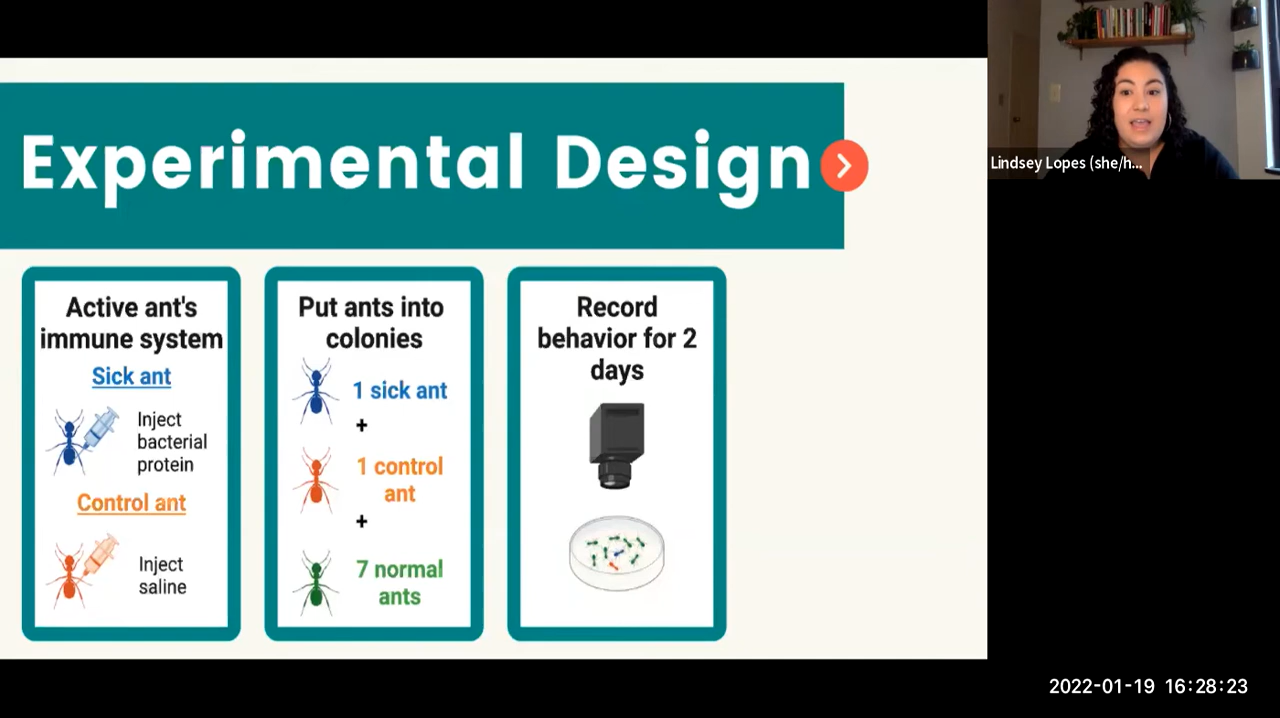 Experimental Design
Active ant's
immune system
Sick ant
Inject
bacterial
protein
Control ant
Inject
saline
Put ants into
colonies
1 sick ant
+
1 control
ant
+
7 normal
ants
Record
behavior for 2
days
Lindsey Lopes (she/h...
2022-01-19 16:28:23